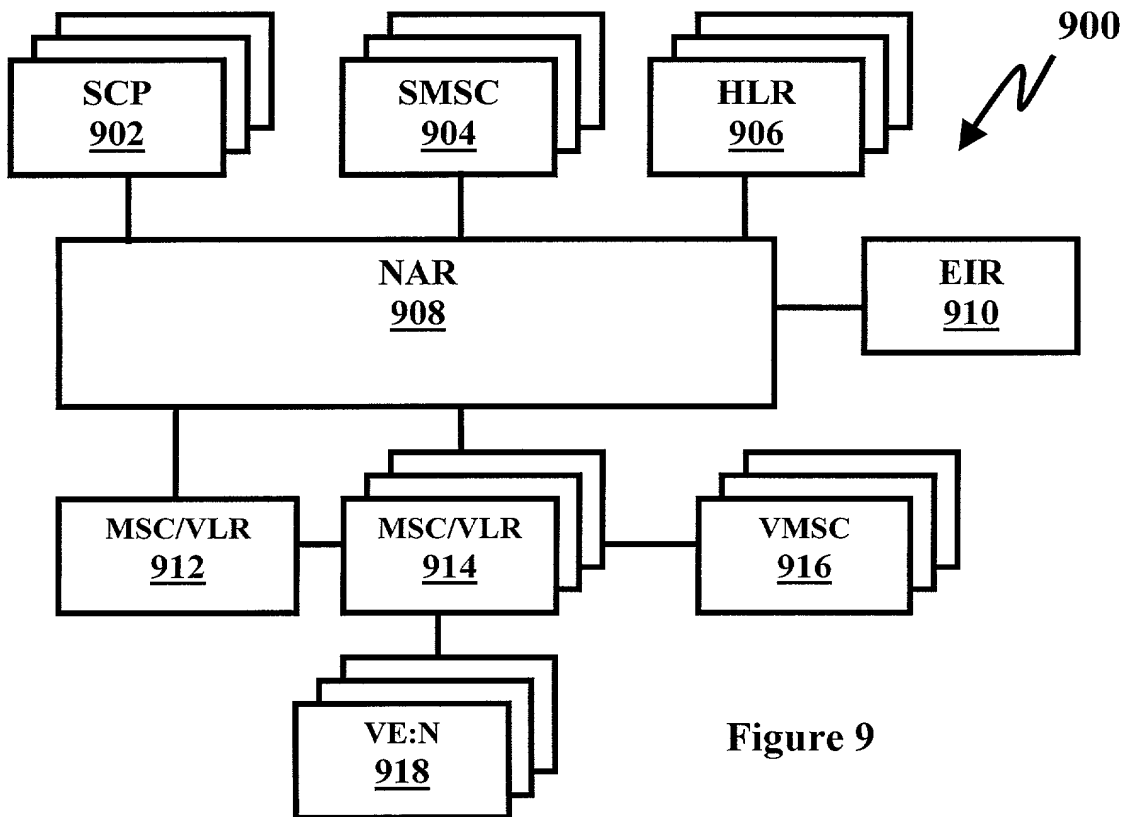 900
SCP
902
SMSC
904
HLR
906
NAR
908
EIR
910
MSC/VLR
912
MSC/VLR
914
VMSC
916
VE:N
918
Figure 9